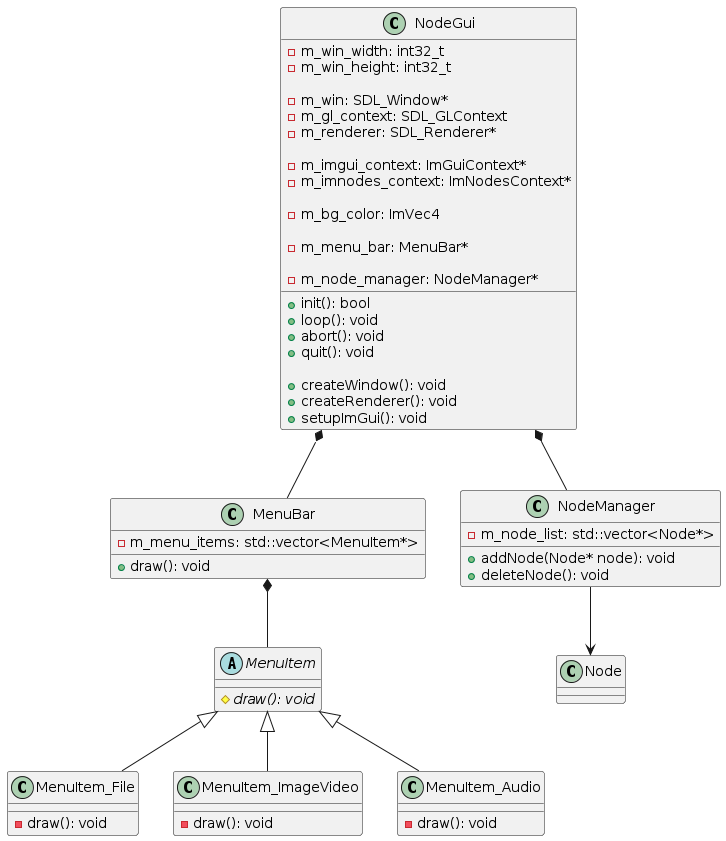 C NodeGui
m_win_width: int32_t
m_win_height: int32_t
m_win: SDL_Window*
m_gl_context: SDL_GLContext
m_renderer: SDL_Renderer*
m_imgui_context: ImGuiContext*
m_imnodes_context: ImNodesContext*
m_bg_color: ImVec4
m_menu_bar: MenuBar*
m_node_manager: NodeManager*
init(): bool
loop(): void
abort(): void
quit(): void
createWindow(): void
createRenderer(): void
setupImGui(): void
C MenuBar
m_menu_items: std::vector<MenuItem*>
draw(): void
C NodeManager
m_node_list: std::vector<Node*>
addNode(Node* node): void
deleteNode(): void
A MenuItem
draw(): void
C Node
C MenuItem_File
draw(): void
C MenuItem_ImageVideo
draw(): void
C MenuItem_Audio
draw(): void